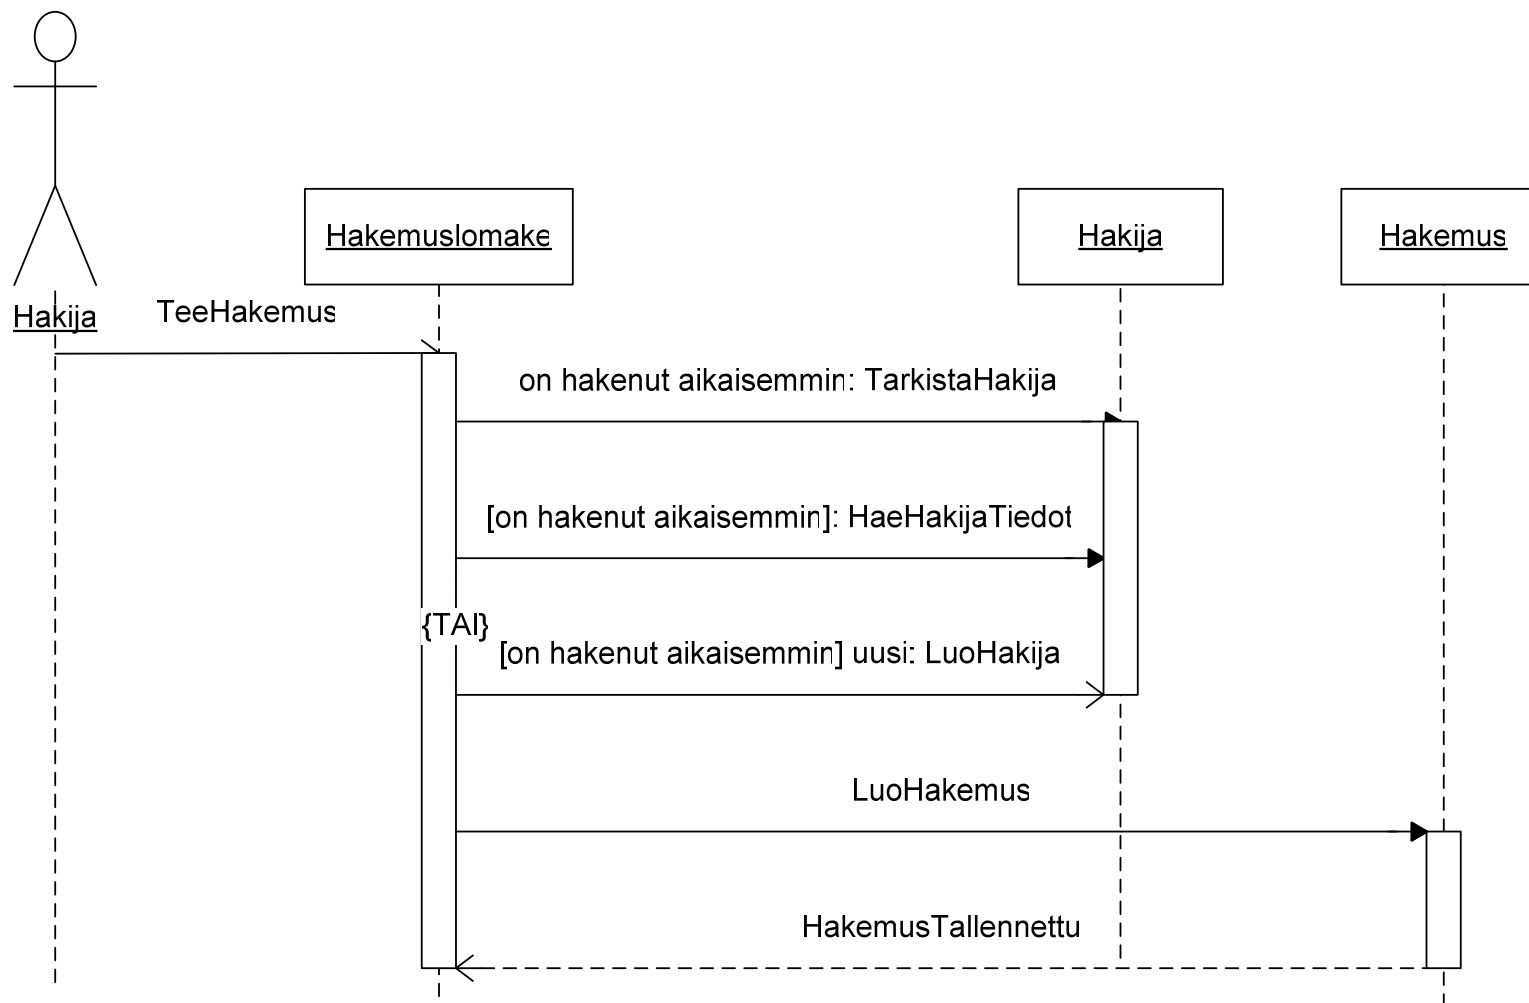 Hakemuslomake
Hakija
Hakemus
Hakija
TeeHakemus
on hakenut aikaisemmin: TarkistaHakija
[on hakenut aikaisemmin]: HaeHakijaTiedot
{TAI}
[on hakenut aikaisemmin] uusi: LuoHakija
LuoHakemus
HakemusTallennettu